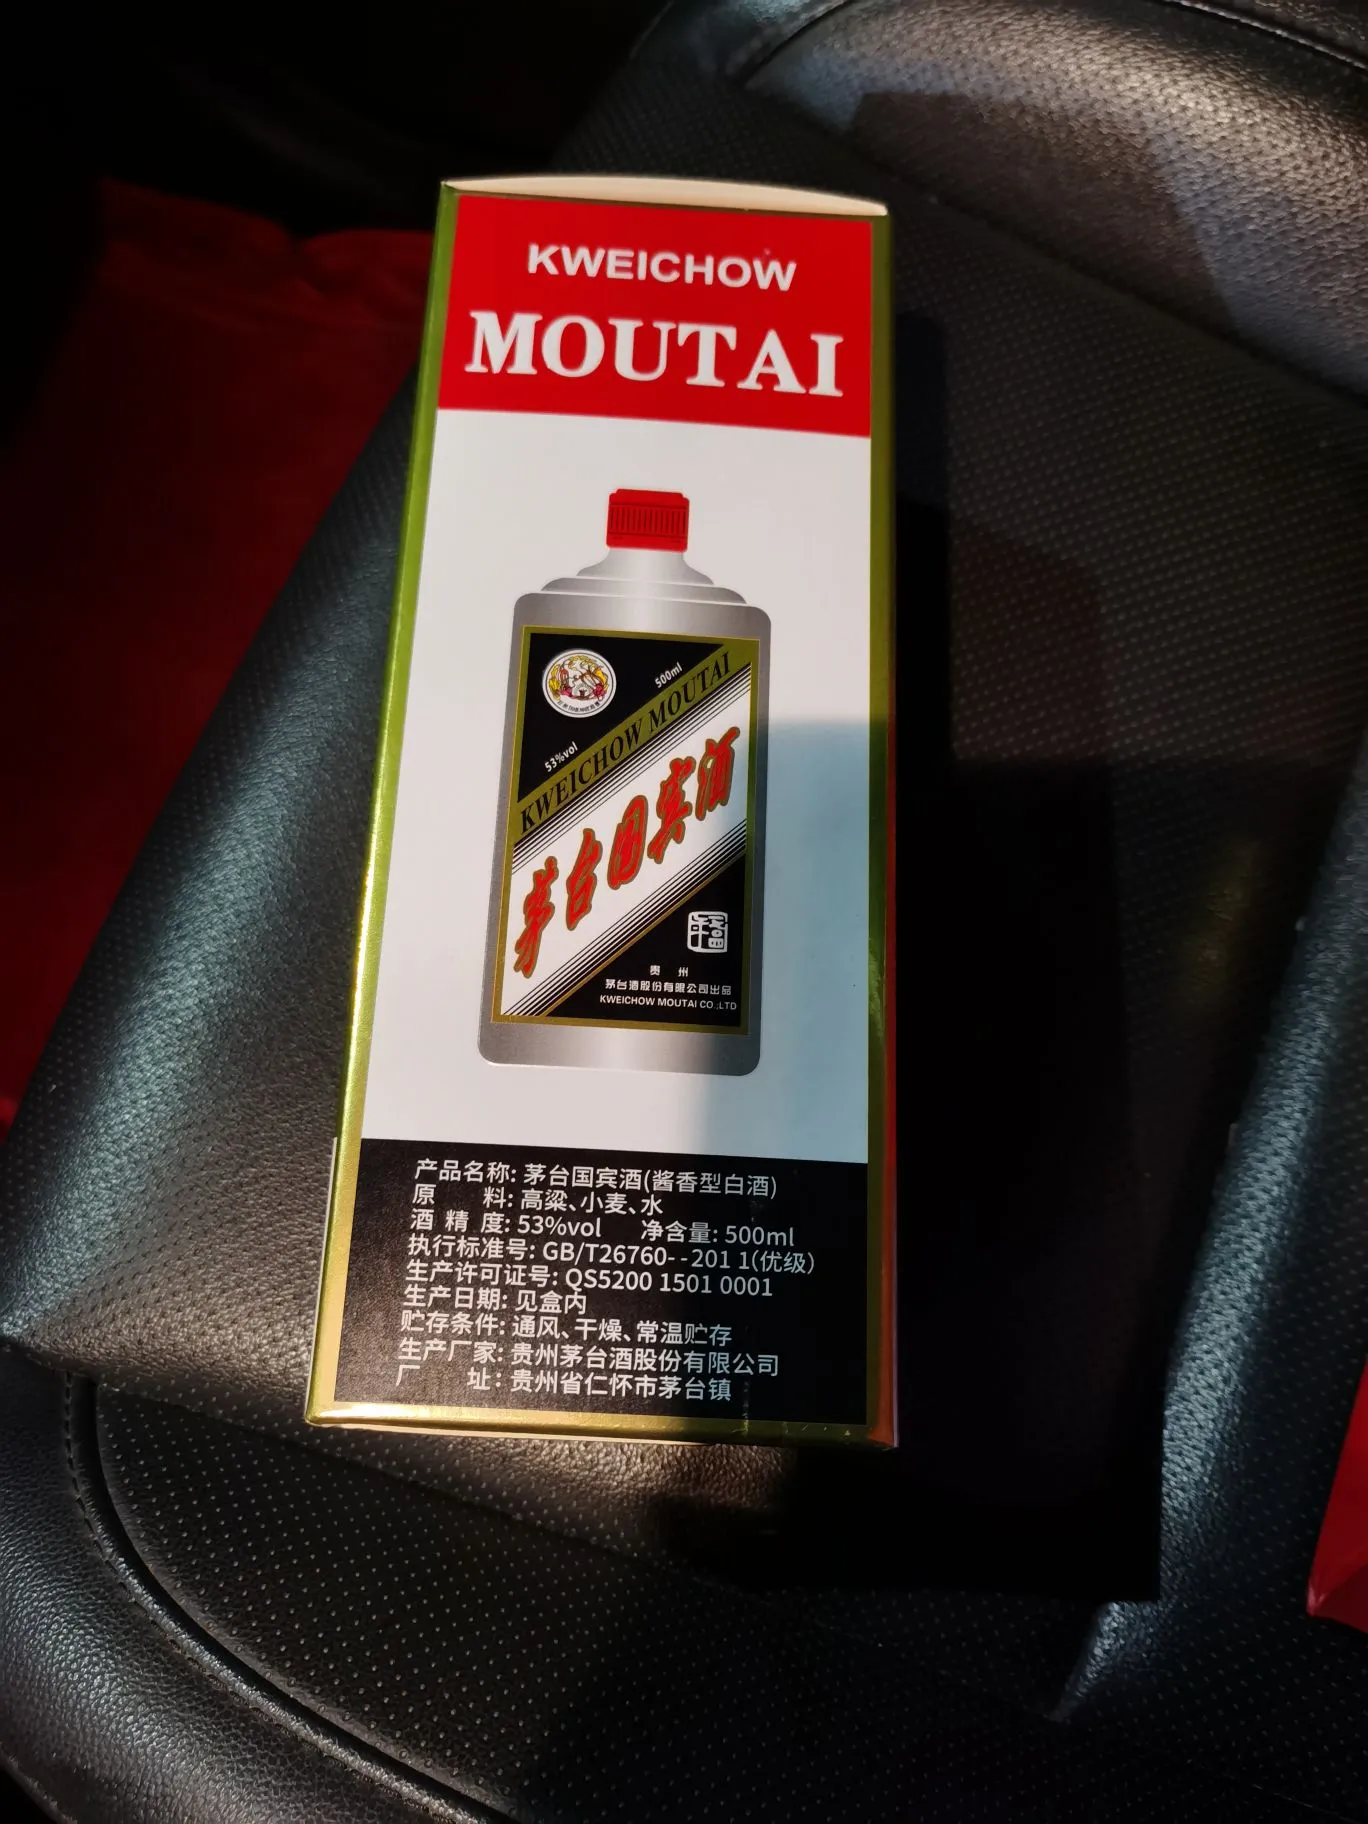 KWEICHOW
MOUTAI
500ml
53%vol
KWEICHOW MOUTAI
茅台国宾酒
贵 州
茅台酒股份有限公司出品
KWEICHOW MOUTAI CO.,LTD
产品名称: 茅台国宾酒(酱香型白酒)
原 料: 高粱、小麦、水
酒 精 度: 53%vol 净含量: 500ml
执行标准号: GB/T26760--201 1(优级)
生产许可证号: QS5200 1501 0001
生产日期: 见盒内
贮存条件: 通风、干燥、常温贮存
生产厂家: 贵州茅台酒股份有限公司
厂 址: 贵州省仁怀市茅台镇